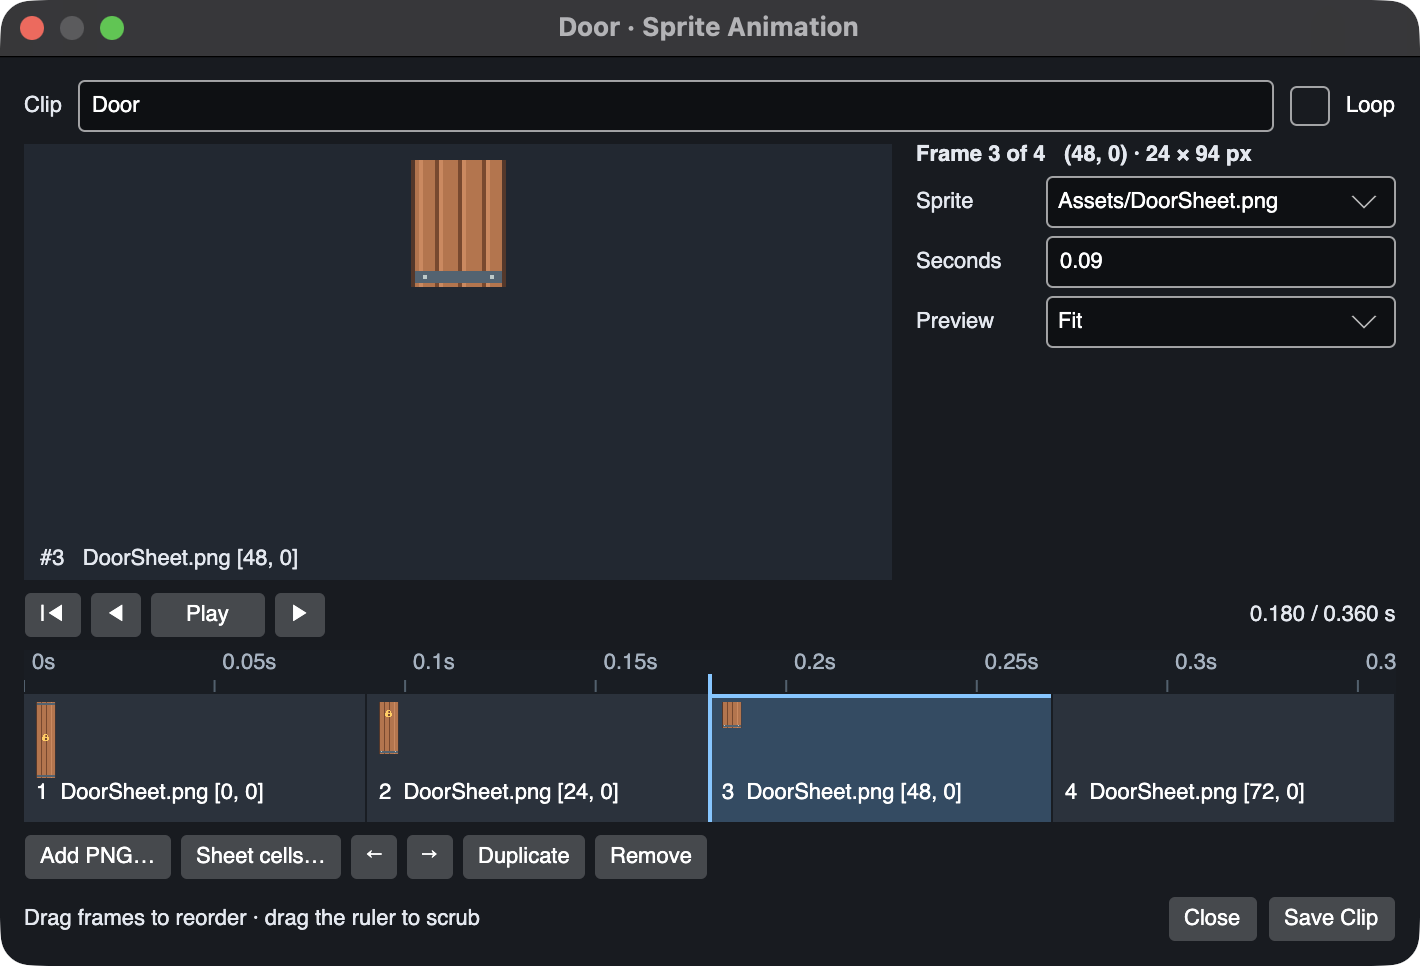 Door · Sprite Animation
Clip Door Loop
Frame 3 of 4 (48, 0) · 24 × 94 px
Sprite Assets/DoorSheet.png
Seconds 0.09
Preview Fit
#3 DoorSheet.png [48, 0]
Play 0.180 / 0.360 s
0s 0.05s 0.1s 0.15s 0.2s 0.25s 0.3s 0.3
1 DoorSheet.png [0, 0] 2 DoorSheet.png [24, 0] 3 DoorSheet.png [48, 0] 4 DoorSheet.png [72, 0]
Add PNG... Sheet cells... ← → Duplicate Remove
Drag frames to reorder · drag the ruler to scrub Close Save Clip